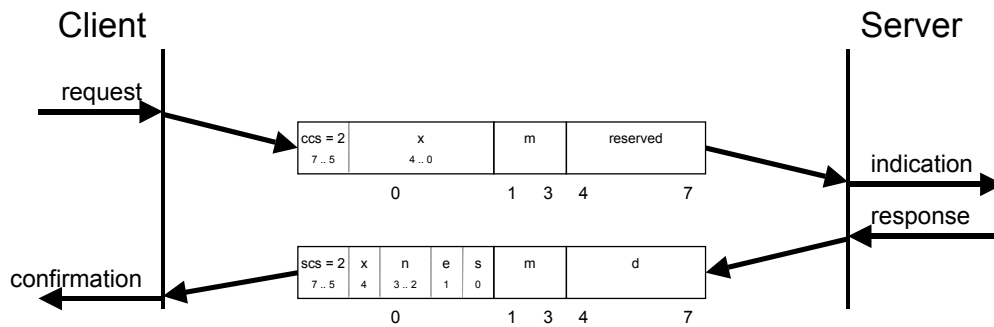 Client Server
request
ccs = 2 x m reserved
7 .. 5 4 .. 0
indication
0 1 3 4 7
response
scs = 2 x n e s m d
confirmation
7 .. 5 4 3 .. 2 1 0
0 1 3 4 7